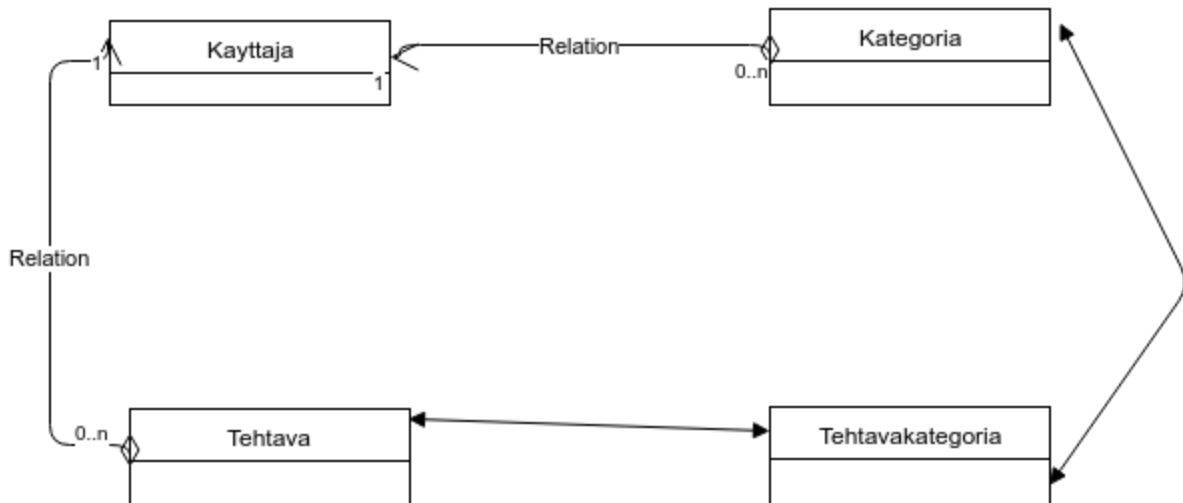 Kayttaja
Kategoria
Relation
1
1
0..n
Relation
0..n
Tehtava
Tehtavakategoria